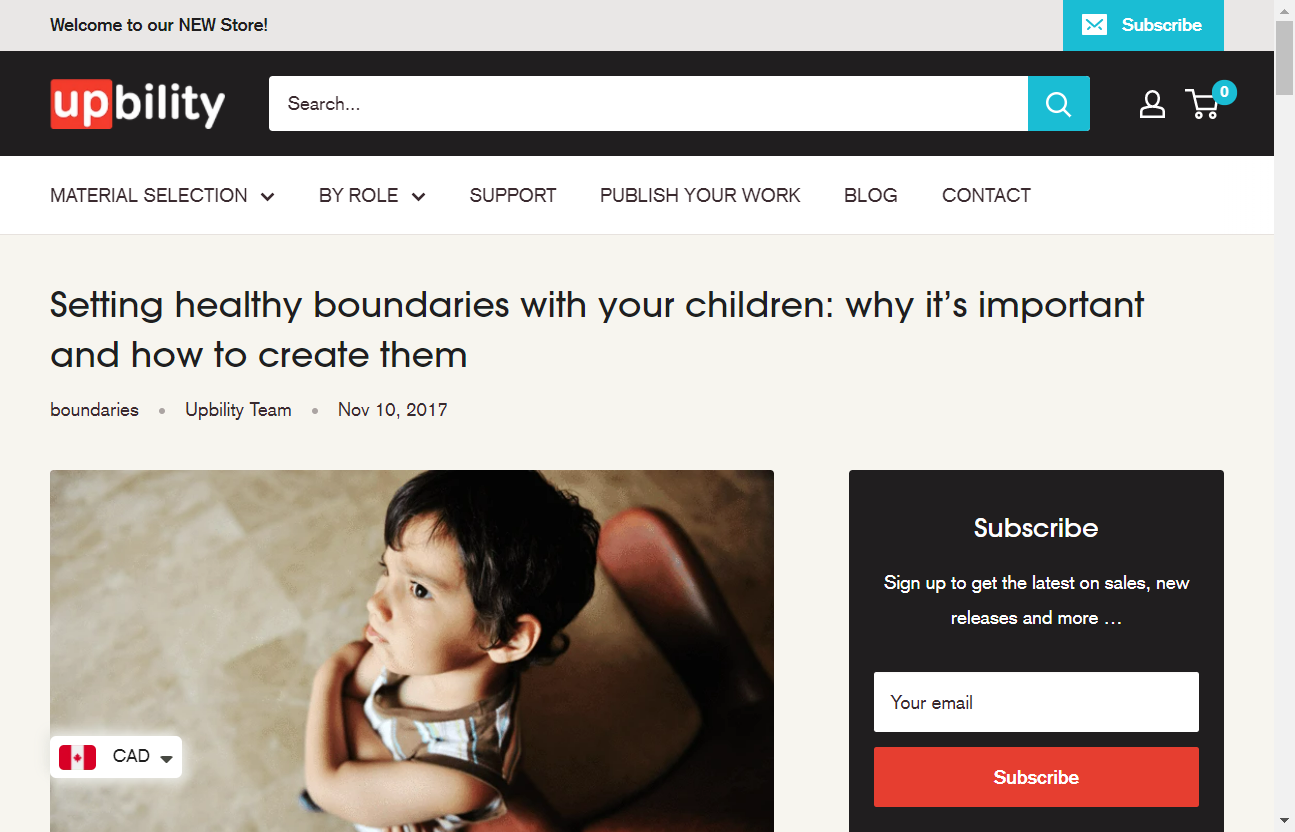 Welcome to our NEW Store!
Subscribe
upbility
Search...
0
MATERIAL SELECTION
BY ROLE
SUPPORT
PUBLISH YOUR WORK
BLOG
CONTACT
Setting healthy boundaries with your children: why it’s important
and how to create them
boundaries • Upbility Team • Nov 10, 2017
CAD
Subscribe
Sign up to get the latest on sales, new
releases and more …
Your email
Subscribe